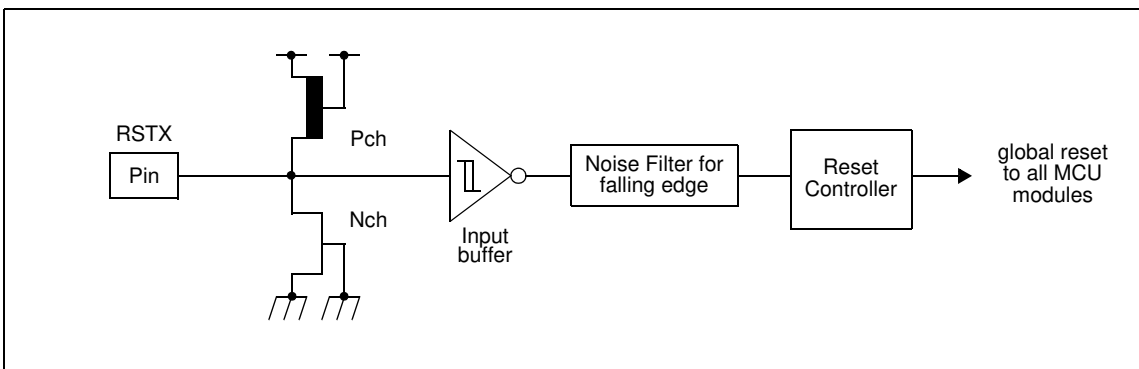 RSTX
Pin
Pch
Nch
Input
buffer
Noise Filter for
falling edge
Reset
Controller
global reset
to all MCU
modules